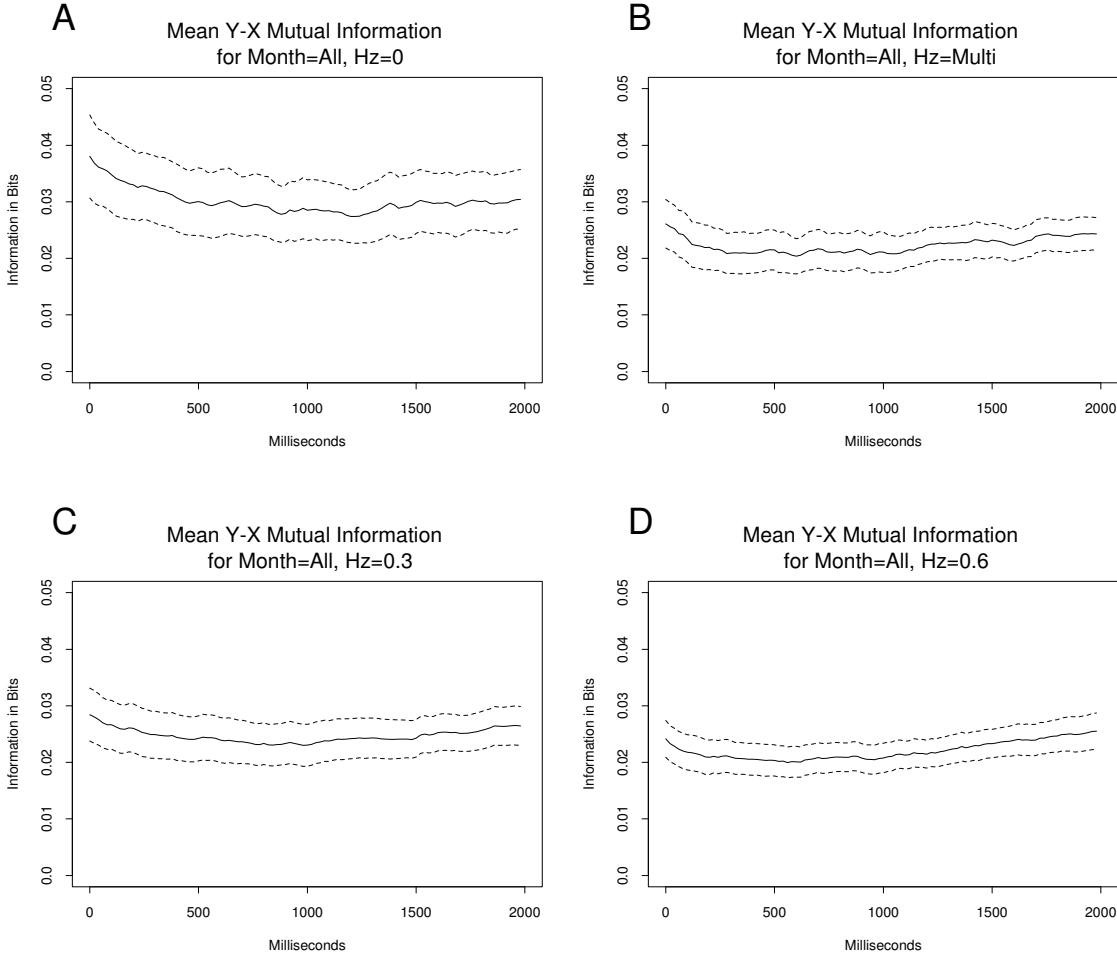 A
Mean Y-X Mutual Information
for Month=All, Hz=0
Information in Bits
0.05
0.04
0.03
0.02
0.01
0.0
0 500 1000 1500 2000
Milliseconds
B
Mean Y-X Mutual Information
for Month=All, Hz=Multi
Information in Bits
0.05
0.04
0.03
0.02
0.01
0.0
0 500 1000 1500 2000
Milliseconds
C
Mean Y-X Mutual Information
for Month=All, Hz=0.3
Information in Bits
0.05
0.04
0.03
0.02
0.01
0.0
0 500 1000 1500 2000
Milliseconds
D
Mean Y-X Mutual Information
for Month=All, Hz=0.6
Information in Bits
0.05
0.04
0.03
0.02
0.01
0.0
0 500 1000 1500 2000
Milliseconds